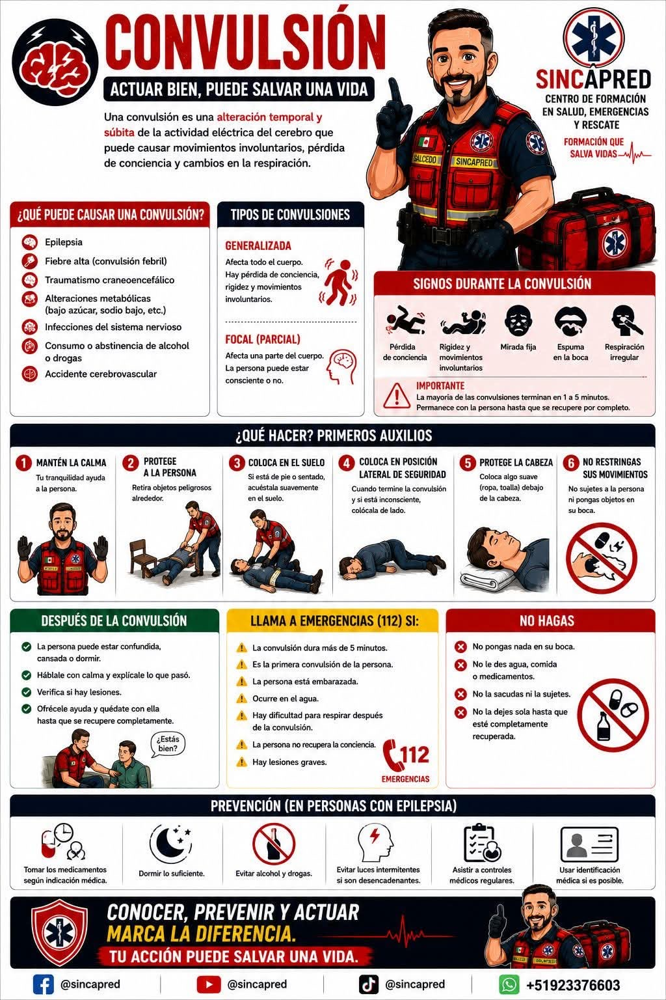 CONVULSIÓN
ACTUAR BIEN, PUEDE SALVAR UNA VIDA
Una convulsión es una alteración temporal y
súbita de la actividad eléctrica del cerebro que
puede causar movimientos involuntarios, pérdida
de conciencia y cambios en la respiración.
SALCEDO
SINCAPRED
SINCAPRED
CENTRO DE FORMACIÓN
EN SALUD, EMERGENCIAS
Y RESCATE
FORMACIÓN QUE
SALVA VIDAS
¿QUÉ PUEDE CAUSAR UNA CONVULSIÓN?
Epilepsia
Fiebre alta (convulsión febril)
Traumatismo craneoencefálico
Alteraciones metabólicas
(bajo azúcar, sodio bajo, etc.)
Infecciones del sistema nervioso
Consumo o abstinencia de alcohol
o drogas
Accidente cerebrovascular
TIPOS DE CONVULSIONES
GENERALIZADA
Afecta todo el cuerpo.
Hay pérdida de conciencia,
rigidez y movimientos
involuntarios.
FOCAL (PARCIAL)
Afecta una parte del cuerpo.
La persona puede estar
consciente o no.
SIGNOS DURANTE LA CONVULSIÓN
Pérdida
de conciencia
Rigidez y
movimientos
involuntarios
Mirada fija
Espuma
en la boca
Respiración
irregular
IMPORTANTE
La mayoria de las convulsiones terminan en 1 a 5 minutos.
Permanece con la persona hasta que se recupere por completo.
¿QUÉ HACER? PRIMEROS AUXILIOS
1 MANTÉN LA CALMA
Tu tranquilidad ayuda
a la persona.
2 PROTEGE
A LA PERSONA
Retira objetos peligrosos
alrededor.
3 COLOCA EN EL SUELO
Si está de pie o sentado,
acuéstala suavemente
en el suelo.
4 COLOCA EN POSICIÓN
LATERAL DE SEGURIDAD
Cuando termine la convulsión
y si está inconsciente,
colócala de lado.
5 PROTEGE LA CABEZA
Coloca algo suave
(ropa, toalla) debajo
de la cabeza.
6 NO RESTRINGAS
SUS MOVIMIENTOS
No sujetes a la persona
ni pongas objetos en
su boca.
DESPUÉS DE LA CONVULSIÓN
La persona puede estar confundida,
cansada o dormir.
Háblale con calma y explícale lo que pasó.
Verifica si hay lesiones.
Ofrécele ayuda y quédate con ella
hasta que se recupere completamente.
¿Estás
bien?
LLAMA A EMERGENCIAS (112) SI:
La convulsión dura más de 5 minutos.
Es la primera convulsión de la persona.
La persona está embarazada.
Ocurre en el agua.
Hay dificultad para respirar después
de la convulsión.
La persona no recupera la conciencia.
Hay lesiones graves.
112
EMERGENCIAS
NO HAGAS
No pongas nada en su boca.
No le des agua, comida
o medicamentos.
No la sacudas ni la sujetes.
No la dejes sola hasta que
esté completamente
recuperada.
PREVENCIÓN (EN PERSONAS CON EPILEPSIA)
Tomar los medicamentos
según indicación médica.
Dormir lo suficiente.
Evitar alcohol y drogas.
Evitar luces intermitentes
si son desencadenantes.
Asistir a controles
médicos regulares.
Usar identificación
médica si es posible.
CONOCER, PREVENIR Y ACTUAR
MARCA LA DIFERENCIA.
TU ACCIÓN PUEDE SALVAR UNA VIDA.
@sincapred
@sincapred
@sincapred
+51923376603